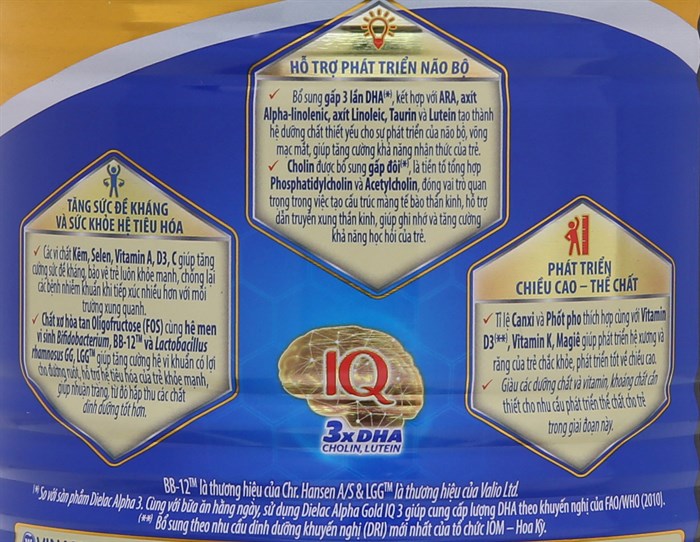 HỖ TRỢ PHÁT TRIỂN NÃO BỘ
✓ Bổ sung gấp 3 lần DHA(*), kết hợp với ARA, axít
Alpha-linolenic, axít Linoleic, Taurin và Lutein tạo thành
hệ dưỡng chất thiết yếu cho sự phát triển của não bộ, võng
mạc mắt, giúp tăng cường khả năng nhận thức của trẻ.
✓ Cholin được bổ sung gấp đôi(*), là tiền tố tổng hợp
Phosphatidylcholin và Acetylcholin, đóng vai trò quan
trọng trong việc tạo cấu trúc màng tế bào thần kinh, hỗ trợ
dẫn truyền xung thần kinh, giúp ghi nhớ và tăng cường
khả năng học hỏi của trẻ.
TĂNG SỨC ĐỀ KHÁNG
VÀ SỨC KHỎE HỆ TIÊU HÓA
✓ Các vi chất Kẽm, Selen, Vitamin A, D3, C giúp tăng
cường sức đề kháng, bảo vệ trẻ luôn khỏe mạnh, chống lại
các bệnh nhiễm khuẩn khi tiếp xúc nhiều hơn với môi
trường xung quanh.
✓ Chất xơ hòa tan Oligofructose (FOS) cùng hệ men
vi sinh Bifidobacterium, BB-12™ và Lactobacillus
rhamnosus GG, LGG™ giúp tăng cường hệ vi khuẩn có lợi
cho đường ruột, hỗ trợ hệ tiêu hóa của trẻ khỏe mạnh,
giúp nhuận tràng, từ đó hấp thu các chất
dinh dưỡng tốt hơn.
PHÁT TRIỂN
CHIỀU CAO – THỂ CHẤT
✓ Tỉ lệ Canxi và Phốt pho thích hợp cùng với Vitamin
D3(**), Vitamin K, Magiê giúp phát triển hệ xương và
răng của trẻ chắc khỏe, phát triển tốt về chiều cao.
✓ Giàu các dưỡng chất và vitamin, khoáng chất cần
thiết cho nhu cầu phát triển thể chất cho trẻ
trong giai đoạn này.
IQ
3xDHA
CHOLIN, LUTEIN
BB-12™ là thương hiệu của Chr. Hansen A/S & LGG™ là thương hiệu của Valio Ltd.
(*) So với sản phẩm Dielac Alpha 3. Cùng với bữa ăn hằng ngày, sử dụng Dielac Alpha Gold IQ 3 giúp cung cấp lượng DHA theo khuyến nghị của FAO/WHO (2010).
(**) Bổ sung theo nhu cầu dinh dưỡng khuyến nghị (DRI) mới nhất của tổ chức IOM – Hoa Kỳ.